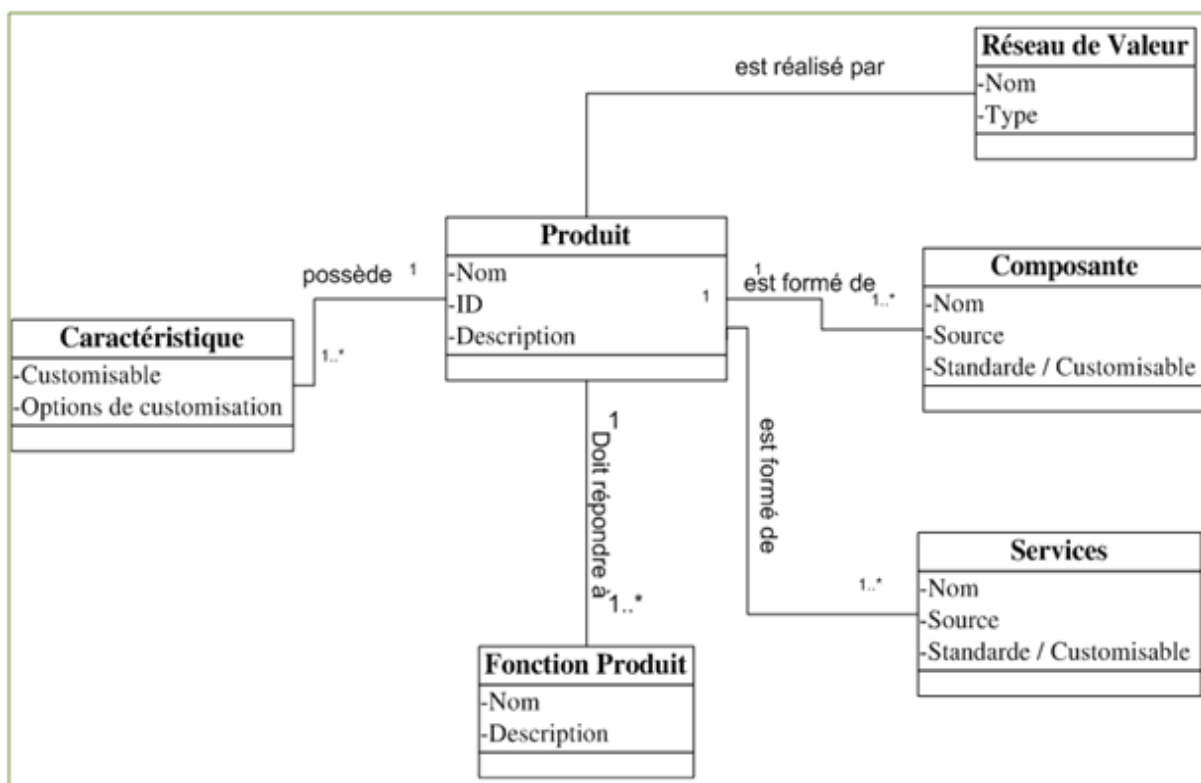 Réseau de Valeur
-Nom
-Type
est réalisé par
Produit
-Nom
-ID
-Description
1
possède
1
1..*
Caractéristique
-Customisable
-Options de customisation
1
est formé de
1..*
Composante
-Nom
-Source
-Standarde / Customisable
est formé de
1..*
Services
-Nom
-Source
-Standarde / Customisable
1
Doit répondre à
1..*
Fonction Produit
-Nom
-Description